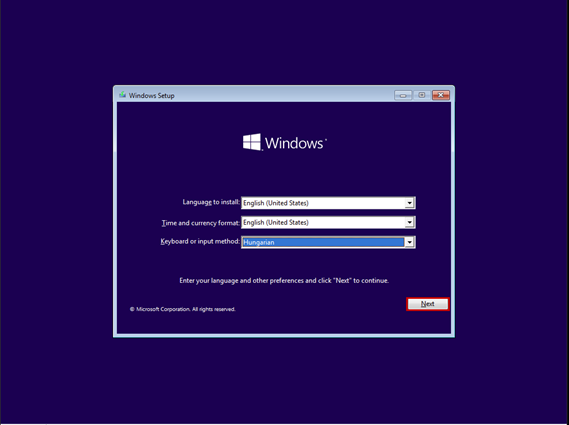 Windows Setup
Windows
Language to install: English (United States)
Time and currency format: English (United States)
Keyboard or input method: Hungarian
Enter your language and other preferences and click "Next" to continue.
Next
© Microsoft Corporation. All rights reserved.